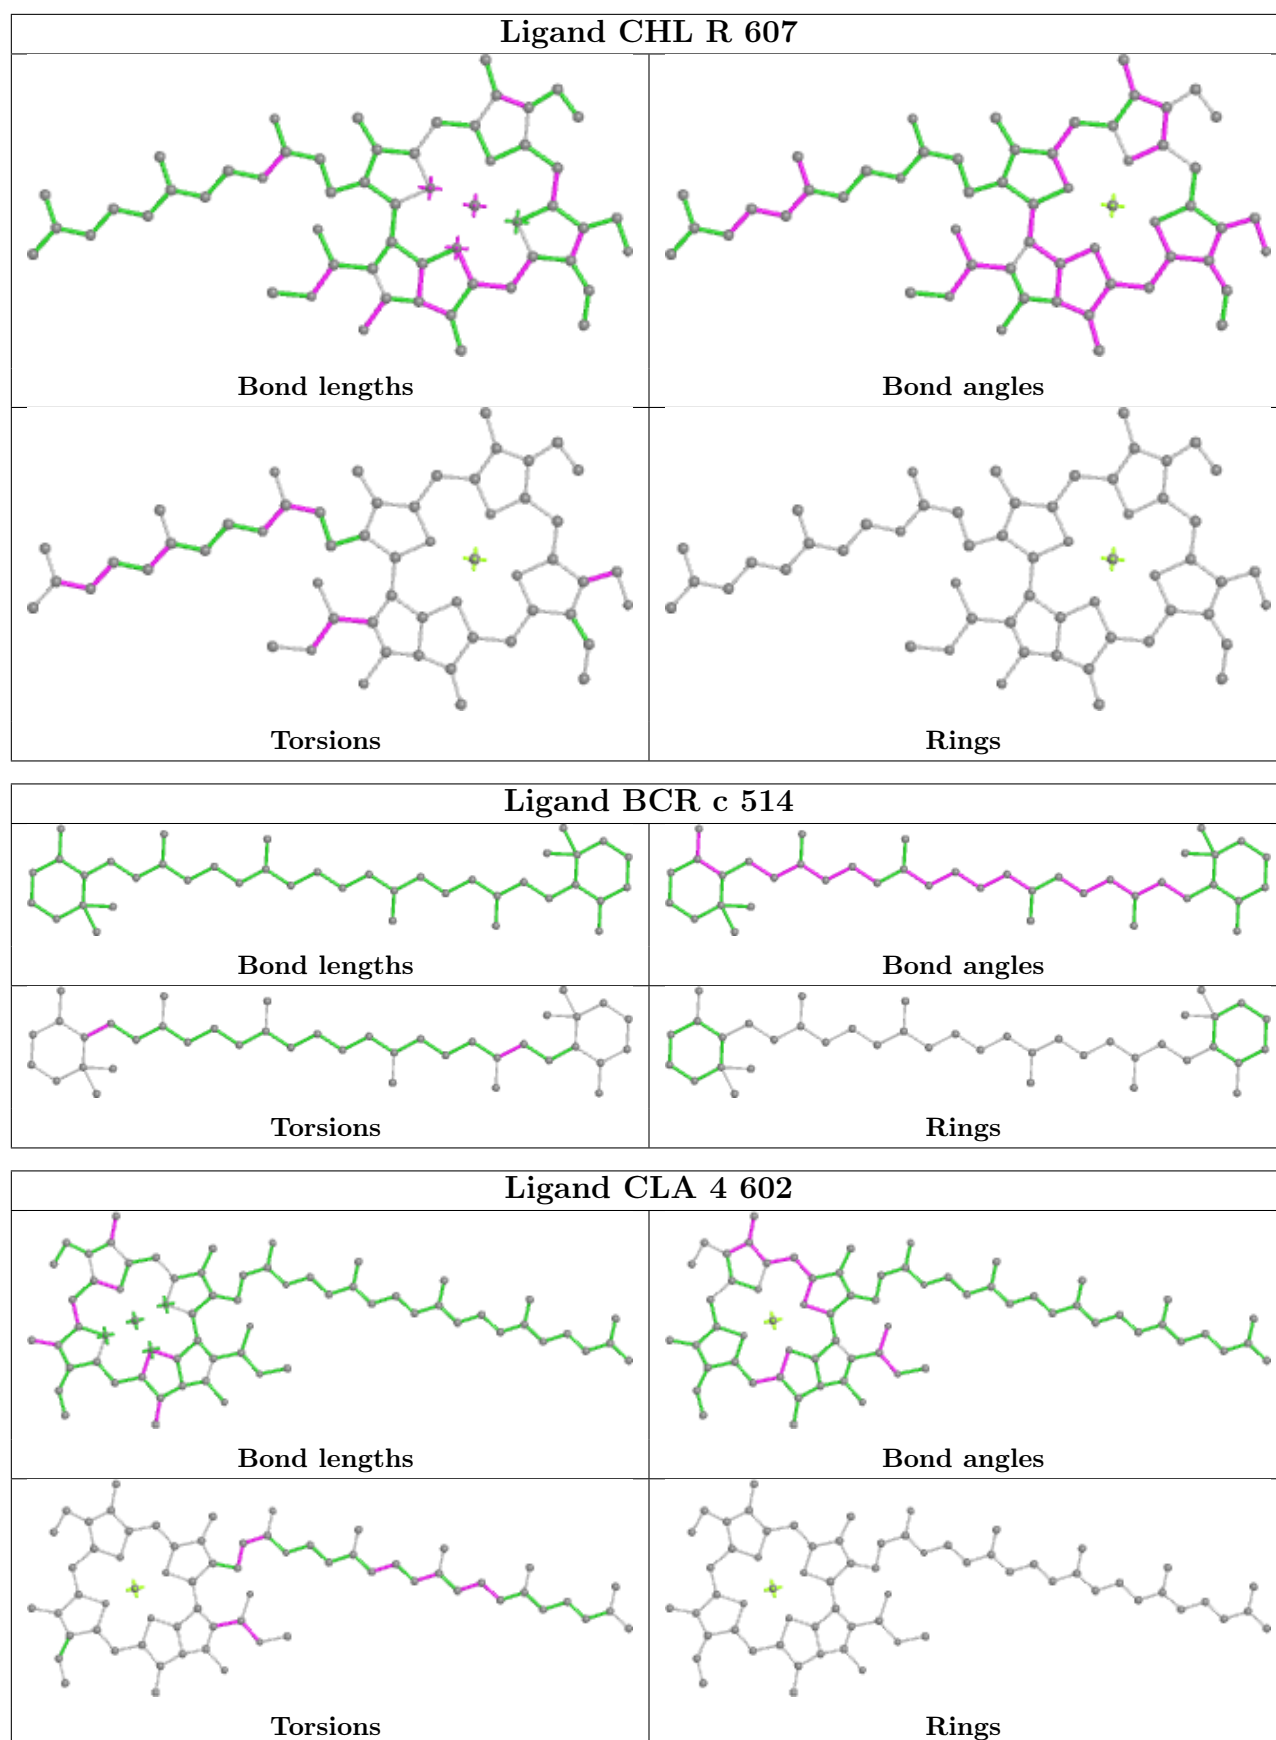 Ligand CHL R 607
Bond lengths
Bond angles
Torsions
Rings
Ligand BCR c 514
Bond lengths
Bond angles
Torsions
Rings
Ligand CLA 4 602
Bond lengths
Bond angles
Torsions
Rings